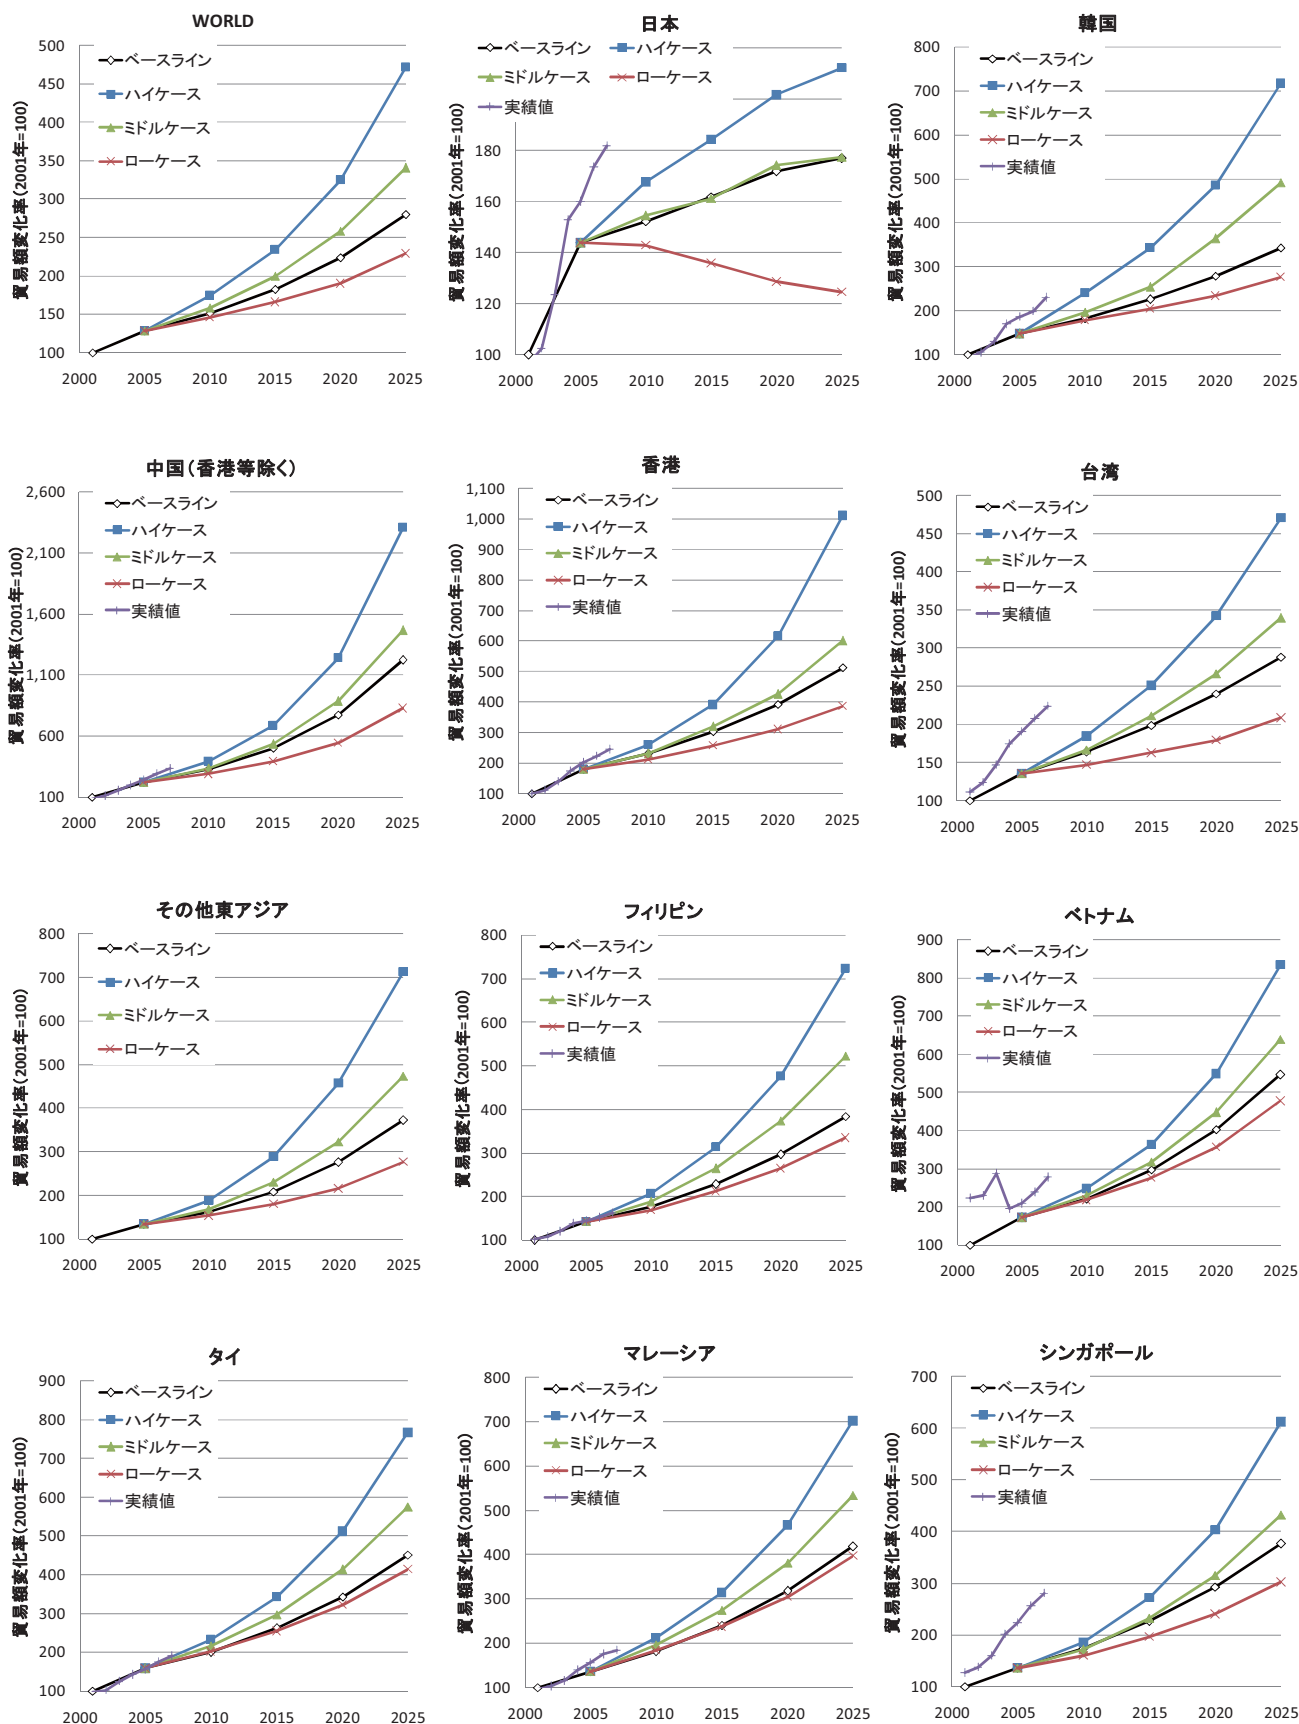 WORLD
500
450
400
350
300
250
200
150
100
2000 2005 2010 2015 2020 2025
貿易額変化率(2001年=100)
ベースライン
ハイケース
ミドルケース
ローケース
日本
180
160
140
120
100
2000 2005 2010 2015 2020 2025
貿易額変化率(2001年=100)
ベースライン ハイケース
ミドルケース ローケース
実績値
韓国
800
700
600
500
400
300
200
100
2000 2005 2010 2015 2020 2025
貿易額変化率(2001年=100)
ベースライン
ハイケース
ミドルケース
ローケース
実績値
中国(香港等除く)
2,600
2,100
1,600
1,100
600
100
2000 2005 2010 2015 2020 2025
貿易額変化率(2001年=100)
ベースライン
ハイケース
ミドルケース
ローケース
実績値
香港
1,100
1,000
900
800
700
600
500
400
300
200
100
2000 2005 2010 2015 2020 2025
貿易額変化率(2001年=100)
ベースライン
ハイケース
ミドルケース
ローケース
実績値
台湾
500
450
400
350
300
250
200
150
100
2000 2005 2010 2015 2020 2025
貿易額変化率(2001年=100)
ベースライン
ハイケース
ミドルケース
ローケース
実績値
その他東アジア
800
700
600
500
400
300
200
100
2000 2005 2010 2015 2020 2025
貿易額変化率(2001年=100)
ベースライン
ハイケース
ミドルケース
ローケース
フィリピン
800
700
600
500
400
300
200
100
2000 2005 2010 2015 2020 2025
貿易額変化率(2001年=100)
ベースライン
ハイケース
ミドルケース
ローケース
実績値
ベトナム
900
800
700
600
500
400
300
200
100
2000 2005 2010 2015 2020 2025
貿易額変化率(2001年=100)
ベースライン
ハイケース
ミドルケース
ローケース
実績値
タイ
900
800
700
600
500
400
300
200
100
2000 2005 2010 2015 2020 2025
貿易額変化率(2001年=100)
ベースライン
ハイケース
ミドルケース
ローケース
実績値
マレーシア
800
700
600
500
400
300
200
100
2000 2005 2010 2015 2020 2025
貿易額変化率(2001年=100)
ベースライン
ハイケース
ミドルケース
ローケース
実績値
シンガポール
700
600
500
400
300
200
100
2000 2005 2010 2015 2020 2025
貿易額変化率(2001年=100)
ベースライン
ハイケース
ミドルケース
ローケース
実績値